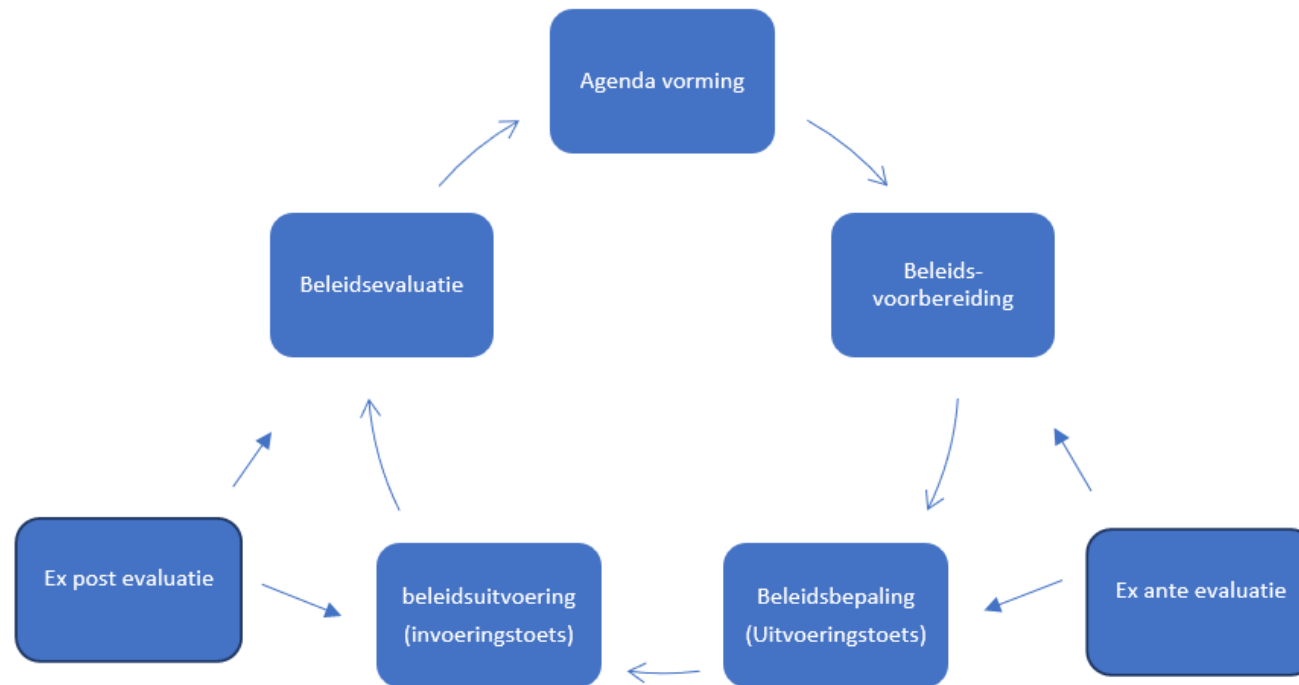 Agenda vorming
Beleidsevaluatie
Beleids-
voorbereiding
Ex post evaluatie
beleidsuitvoering
(invoeringstoets)
Beleidsbepaling
(Uitvoeringstoets)
Ex ante evaluatie